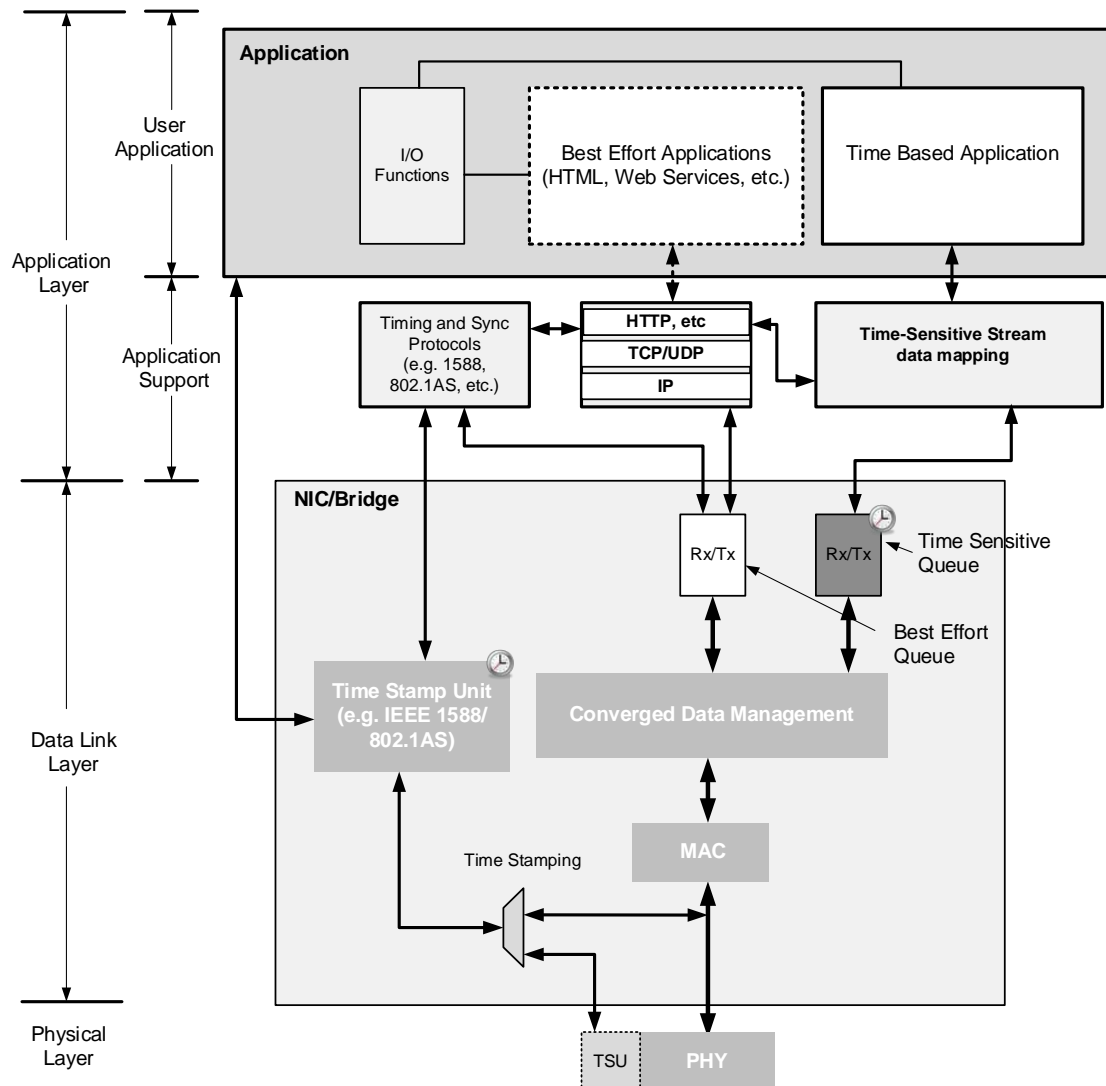 Application
User
Application
I/O
Functions
Best Effort Applications
(HTML, Web Services, etc.)
Time Based Application
Application
Layer
Application
Support
Timing and Sync
Protocols
(e.g. 1588,
802.1AS, etc.)
HTTP, etc
TCP/UDP
IP
Time-Sensitive Stream
data mapping
NIC/Bridge
Rx/Tx
Rx/Tx
Time Sensitive
Queue
Best Effort
Queue
Time Stamp Unit
(e.g. IEEE 1588/
802.1AS)
Converged Data Management
Data Link
Layer
MAC
Time Stamping
Physical
Layer
TSU
PHY